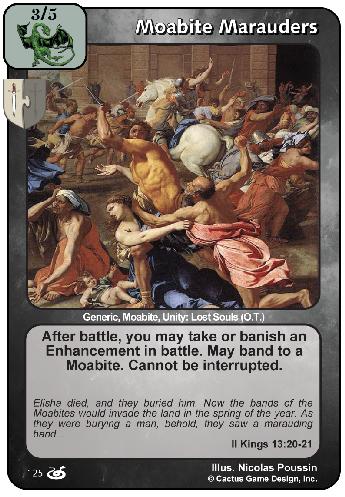 3/5
Moabite Marauders
Generic, Moabite, Unity: Lost Souls (O.T.)
After battle, you may take or banish an
Enhancement in battle. May band to a
Moabite. Cannot be interrupted.
Elisha died, and they buried him. Now the bands of the
Moabites would invade the land in the spring of the year. As
they were burying a man, behold, they saw a marauding
band...
II Kings 13:20-21
25
Illus. Nicolas Poussin
© Cactus Game Design, Inc.